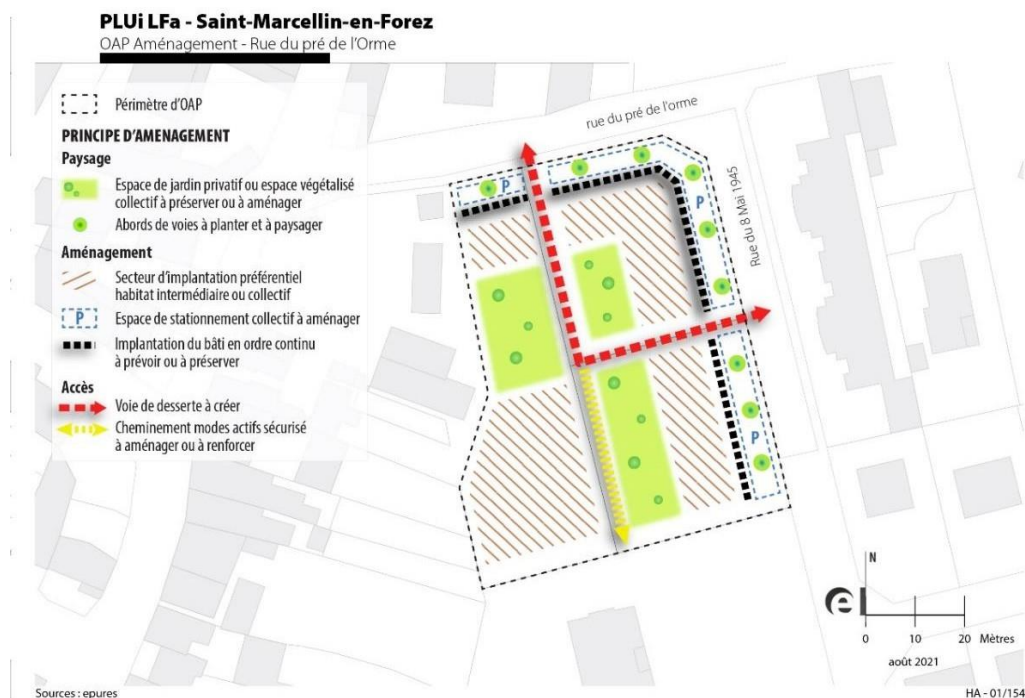 PLUi LFa - Saint-Marcellin-en-Forez
OAP Aménagement - Rue du pré de l'Orme
Périmètre d'OAP
PRINCIPE D'AMENAGEMENT
Paysage
Espace de jardin privatif ou espace végétalisé
collectif à préserver ou à aménager
Abords de voies à planter et à paysager
Aménagement
Secteur d'implantation préférentiel
habitat intermédiaire ou collectif
P Espace de stationnement collectif à aménager
Implantation du bâti en ordre continu
à prévoir ou à préserver
Accès
Voie de desserte à créer
Cheminement modes actifs sécurisé
à aménager ou à renforcer
rue du pré de l'orme
P
P
Rue du 8 Mai 1945
P
N
e
0 10 20 Mètres
août 2021
Sources : epures
HA - 01/154